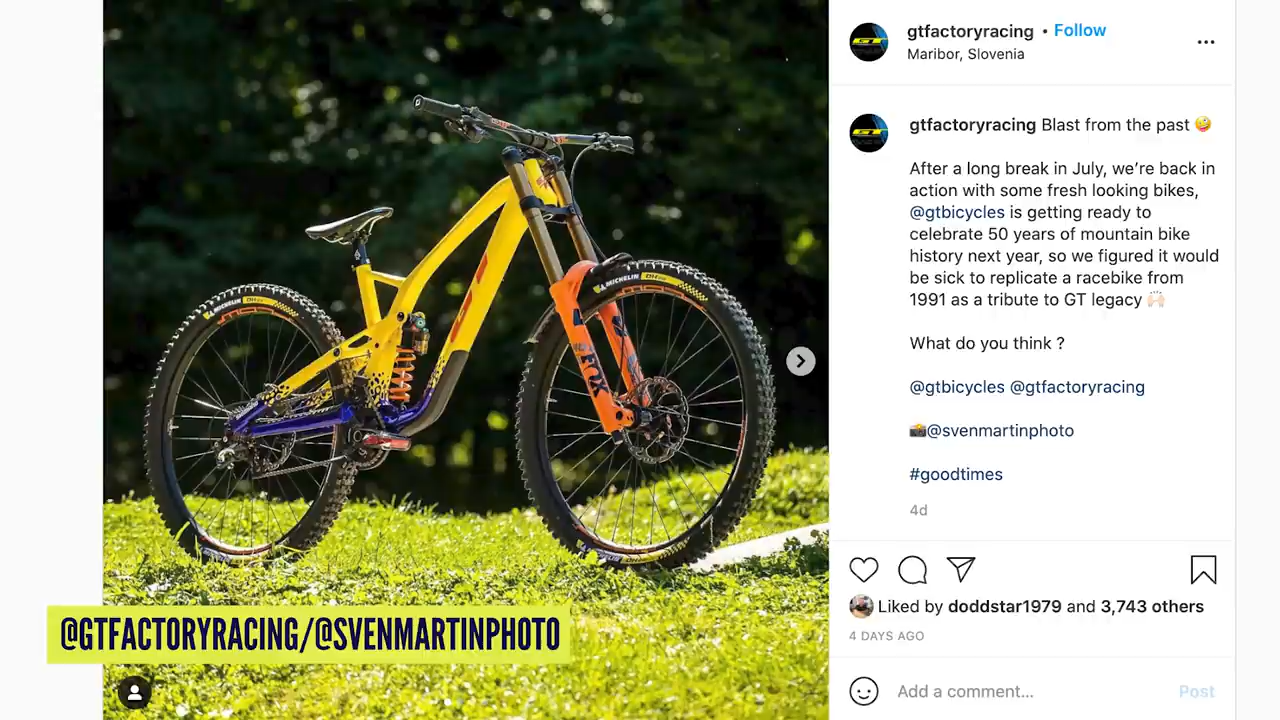 gtfactoryracing • Follow
Maribor, Slovenia
gtfactoryracing Blast from the past 🤪
After a long break in July, we’re back in
action with some fresh looking bikes,
@gtbicycles is getting ready to
celebrate 50 years of mountain bike
history next year, so we figured it would
be sick to replicate a racebike from
1991 as a tribute to GT legacy 🙌🏻
What do you think ?
@gtbicycles @gtfactoryracing
📸@svenmartinphoto
#goodtimes
4d
Liked by doddstar1979 and 3,743 others
4 DAYS AGO
Add a comment... Post
@GTFACTORYRACING/@SVENMARTINPHOTO
MICHELIN DH
MICHELIN DH
FOX
GT
GT